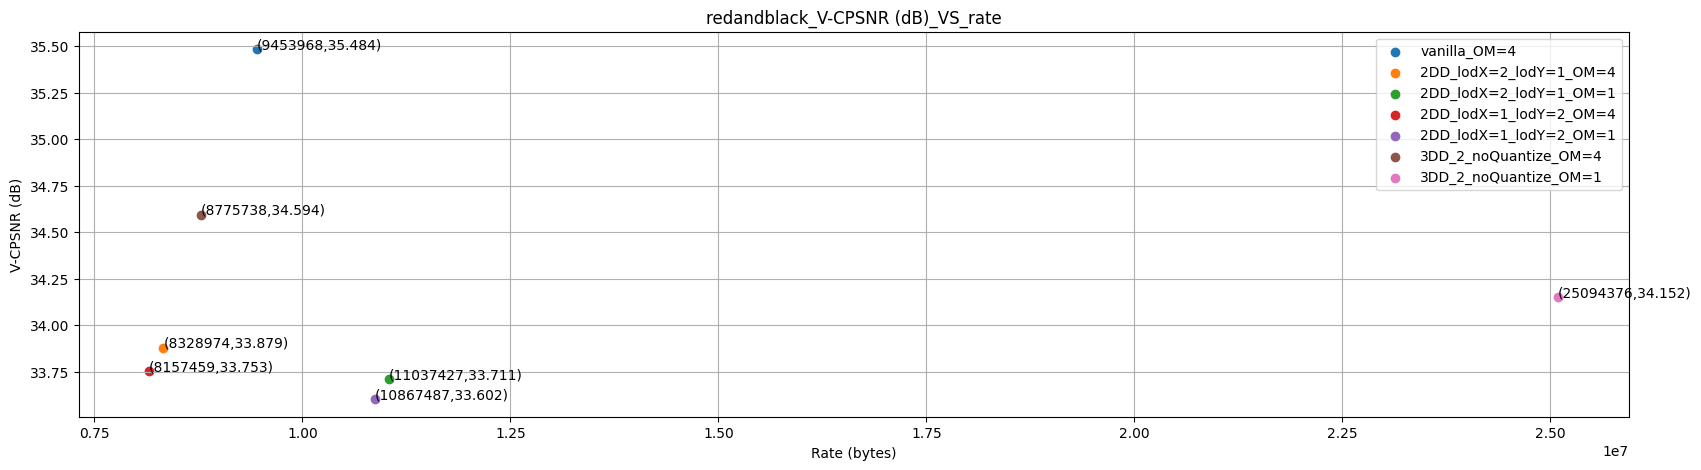 redandblack_V-CPSNR (dB)_VS_rate
V-CPSNR (dB)
35.50
35.25
35.00
34.75
34.50
34.25
34.00
33.75
(9453968,35.484)
(8775738,34.594)
(25094376,34.152)
(8328974,33.879)
(8157459,33.753)
(11037427,33.711)
(10867487,33.602)
vanilla_OM=4
2DD_lodX=2_lodY=1_OM=4
2DD_lodX=2_lodY=1_OM=1
2DD_lodX=1_lodY=2_OM=4
2DD_lodX=1_lodY=2_OM=1
3DD_2_noQuantize_OM=4
3DD_2_noQuantize_OM=1
0.75 1.00 1.25 1.50 1.75 2.00 2.25 2.50
1e7
Rate (bytes)